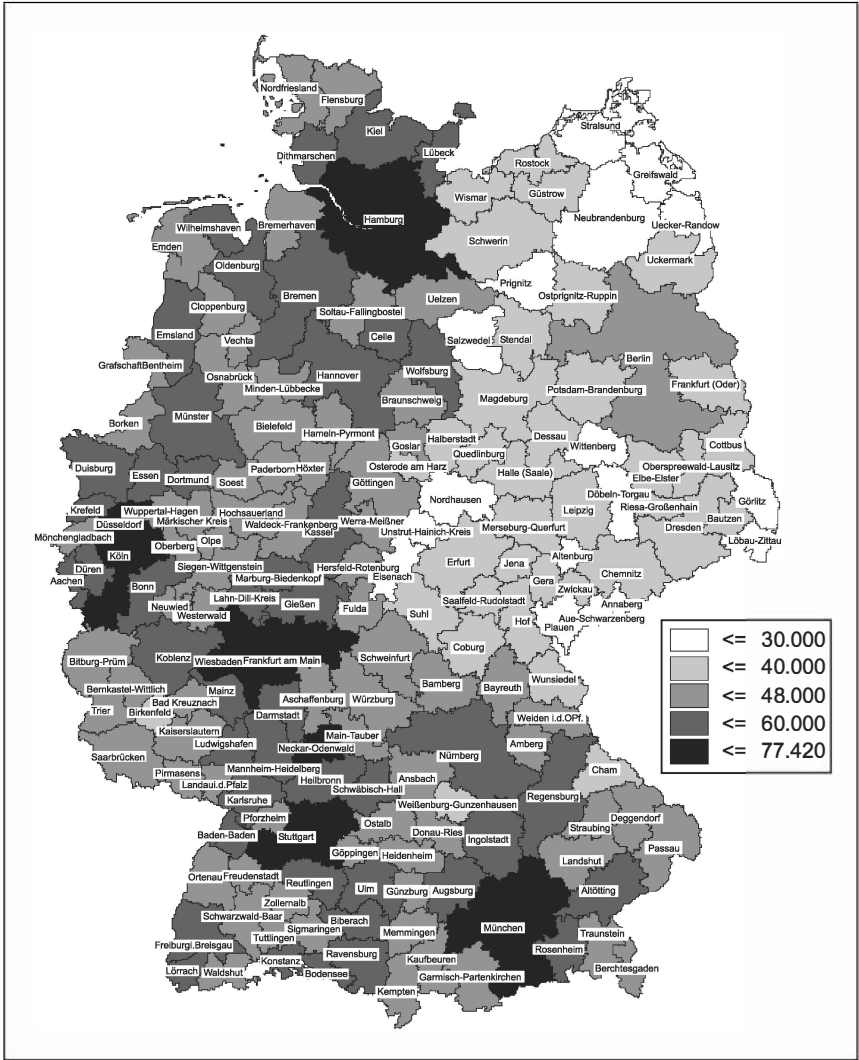 Nordfriesland
Flensburg
Kiel
Dithmarschen
Lübeck
Stralsund
Rostock
Greifswald
Güstrow
Wismar
Neubrandenburg
Hamburg
Bremerhaven
Wilhelmshaven
Uecker-Randow
Schwerin
Emden
Uckermark
Oldenburg
Prignitz
Bremen
Uelzen
Ostprignitz-Ruppin
Cloppenburg
Soltau-Fallingbostel
Emsland
Vechta
Celle
Salzwedel
Stendal
Berlin
GrafschaftBentheim
Osnabrück
Hannover
Wolfsburg
Minden-Lübbecke
Frankfurt (Oder)
Potsdam-Brandenburg
Magdeburg
Braunschweig
Münster
Borken
Bielefeld
Hameln-Pyrmont
Halberstadt
Dessau
Goslar
Wittenberg
Cottbus
Quedlinburg
Duisburg
Essen
Dortmund
Soest
Paderborn
Höxter
Osterode am Harz
Göttingen
Halle (Saale)
Oberspreewald-Lausitz
Elbe-Elster
Döbeln-Torgau
Görlitz
Nordhausen
Krefeld
Wuppertal-Hagen
Hochsauerland
Leipzig
Riesa-Großenhain
Bautzen
Düsseldorf
Märkischer Kreis
Waldeck-Frankenberg
Werra-Meißner
Merseburg-Querfurt
Dresden
Mönchengladbach
Kassel
Unstrut-Hainich-Kreis
Löbau-Zittau
Köln
Oberberg
Olpe
Altenburg
Düren
Siegen-Wittgenstein
Hersfeld-Rotenburg
Erfurt
Jena
Chemnitz
Aachen
Bonn
Marburg-Biedenkopf
Eisenach
Gera
Zwickau
Lahn-Dill-Kreis
Gießen
Saalfeld-Rudolstadt
Annaberg
Neuwied
Westerwald
Fulda
Suhl
Hof
Aue-Schwarzenberg
Plauen
Coburg
Koblenz
Wiesbaden
Frankfurt am Main
Schweinfurt
Bitburg-Prüm
Wunsiedel
Bamberg
Bayreuth
Bernkastel-Wittlich
Mainz
Aschaffenburg
Würzburg
Bad Kreuznach
Trier
Birkenfeld
Darmstadt
Weiden i.d.OPf.
Kaiserslautern
Main-Tauber
Ludwigshafen
Neckar-Odenwald
Amberg
Saarbrücken
Nürnberg
Cham
Pirmasens
Mannheim-Heidelberg
Heilbronn
Ansbach
Landaui.d.Pfalz
Schwäbisch-Hall
Regensburg
Karlsruhe
Weißenburg-Gunzenhausen
Pforzheim
Ostalb
Deggendorf
Baden-Baden
Stuttgart
Donau-Ries
Ingolstadt
Straubing
Passau
Göppingen
Heidenheim
Landshut
Ortenau
Freudenstadt
Reutlingen
Ulm
Günzburg
Augsburg
Altötting
Zollernalb
Schwarzwald-Baar
Biberach
München
Sigmaringen
Memmingen
Traunstein
Tuttlingen
Freiburgi.Breisgau
Ravensburg
Rosenheim
Konstanz
Kaufbeuren
Lörrach
Waldshut
Bodensee
Garmisch-Partenkirchen
Berchtesgaden
Kempten
<= 30.000
<= 40.000
<= 48.000
<= 60.000
<= 77.420